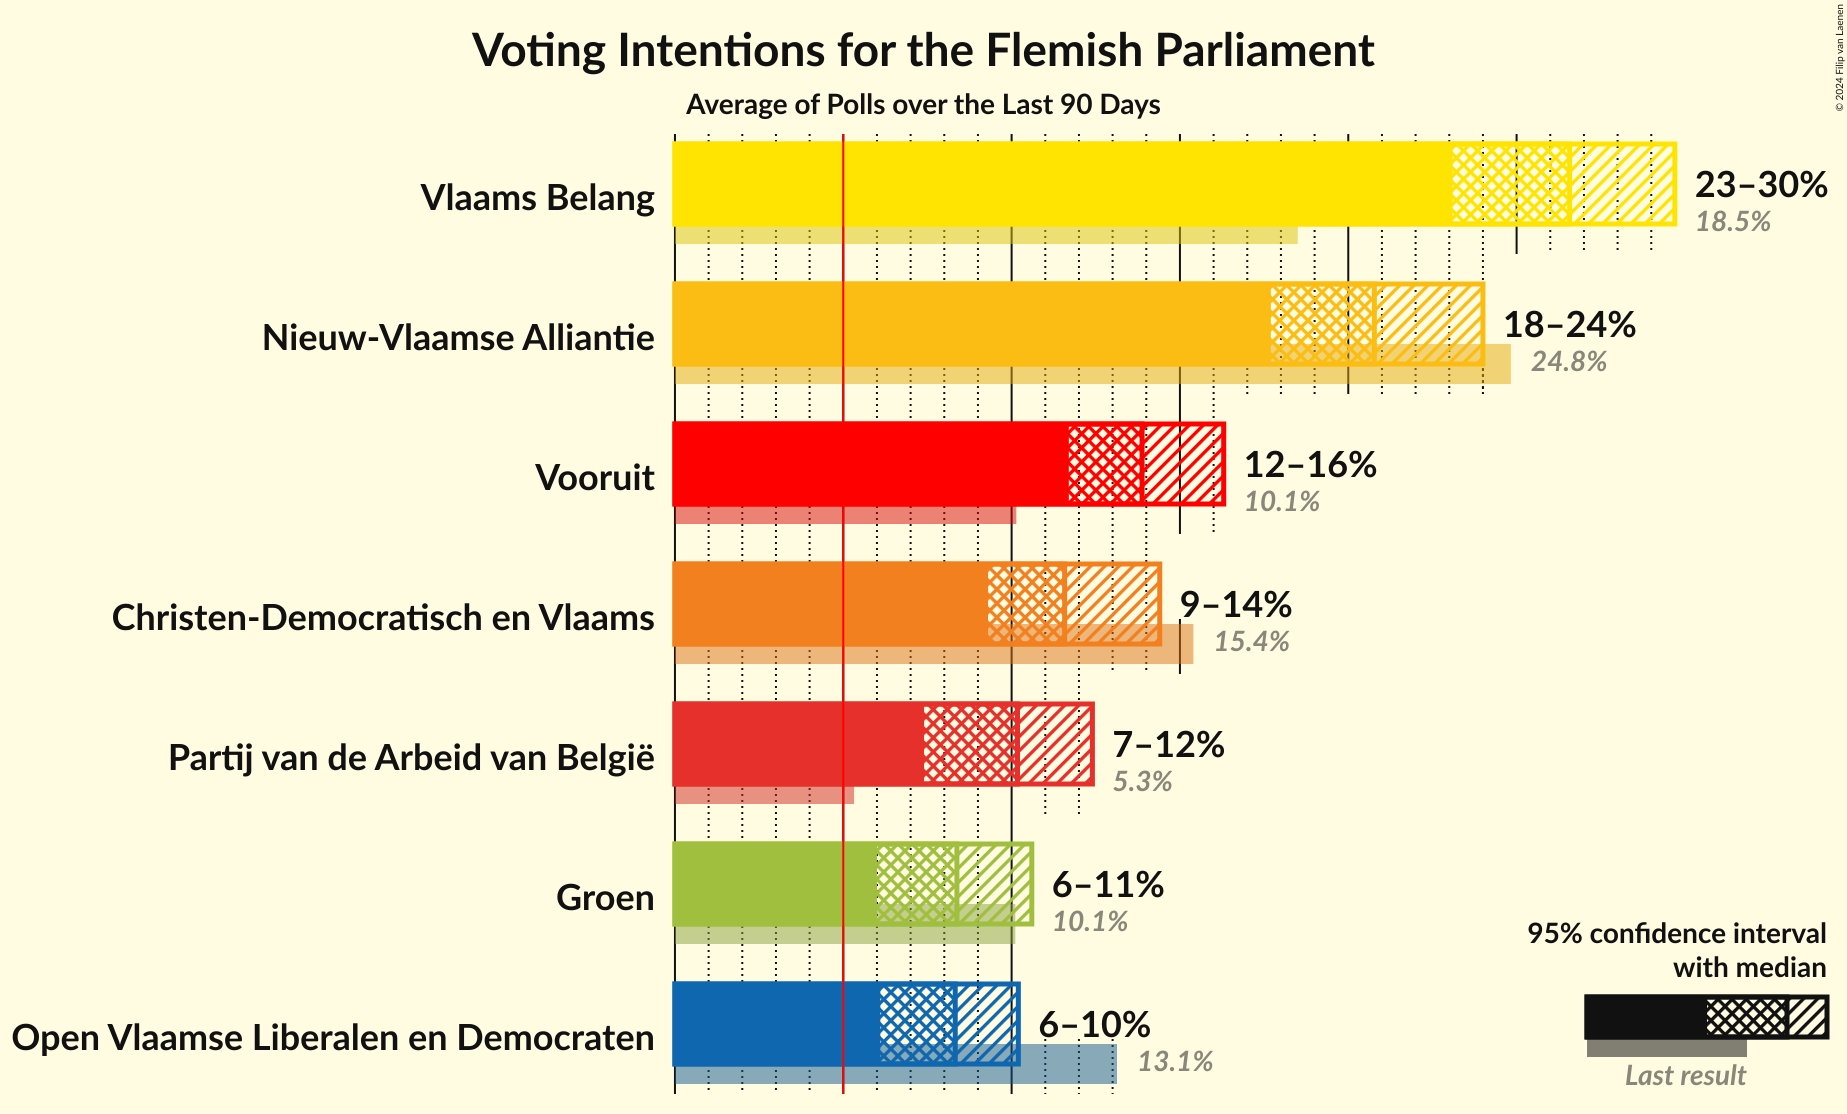 Voting Intentions for the Flemish Parliament
Average of Polls over the Last 90 Days
© 2024 Filip van Laenen
Vlaams Belang
23–30%
18.5%
Nieuw-Vlaamse Alliantie
18–24%
24.8%
Vooruit
12–16%
10.1%
Christen-Democratisch en Vlaams
9–14%
15.4%
Partij van de Arbeid van België
7–12%
5.3%
Groen
6–11%
10.1%
Open Vlaamse Liberalen en Democraten
6–10%
13.1%
95% confidence interval
with median
Last result